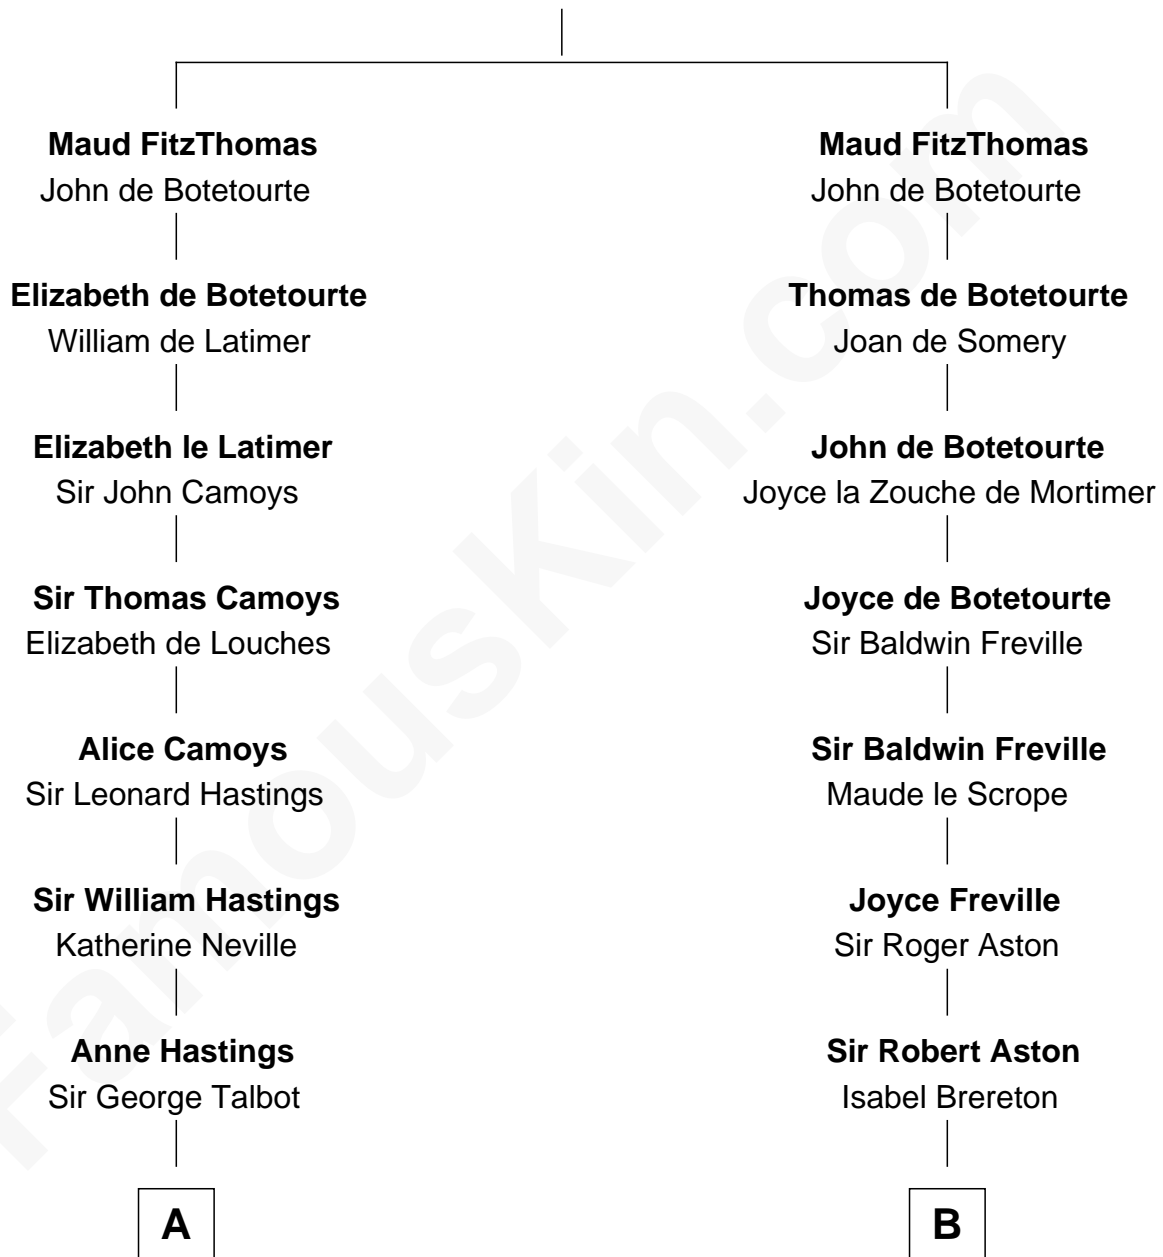 Maud FitzThomas
John de Botetourte
Elizabeth de Botetourte
William de Latimer
Elizabeth le Latimer
Sir John Camoys
Sir Thomas Camoys
Elizabeth de Louches
Alice Camoys
Sir Leonard Hastings
Sir William Hastings
Katherine Neville
Anne Hastings
Sir George Talbot
A
Maud FitzThomas
John de Botetourte
Thomas de Botetourte
Joan de Somery
John de Botetourte
Joyce la Zouche de Mortimer
Joyce de Botetourte
Sir Baldwin Freville
Sir Baldwin Freville
Maude le Scrope
Joyce Freville
Sir Roger Aston
Sir Robert Aston
Isabel Brereton
B
FamousKin.com